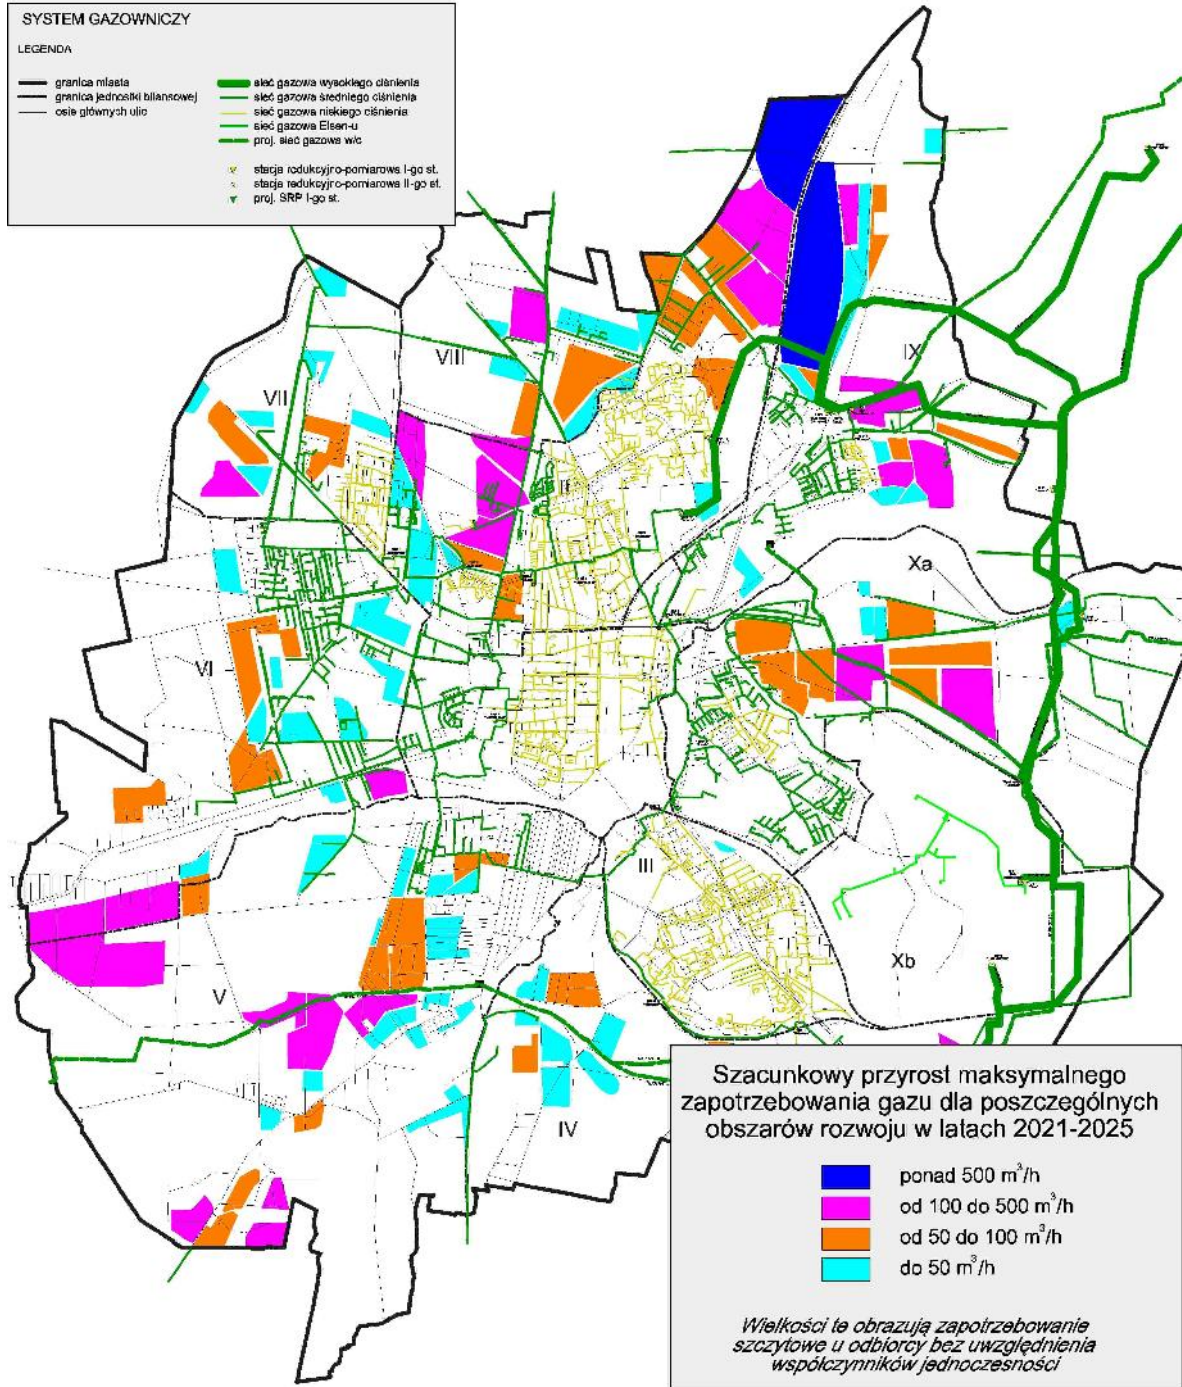 SYSTEM GAZOWNICZY
LEGENDA
granica miasta
granica jednostki bilansowej
osie głównych ulic
sieć gazowa wysokiego ciśnienia
sieć gazowa średniego ciśnienia
sieć gazowa niskiego ciśnienia
sieć gazowa Elsen-u
proj. sieć gazowa w/c
stacja redukcyjno-pomiarowa I-go st.
stacja redukcyjno-pomiarowa II-go st.
proj. SRP I-go st.
VIII
IX
VII
II
Xa
VI
III
Xb
V
IV
Szacunkowy przyrost maksymalnego
zapotrzebowania gazu dla poszczególnych
obszarów rozwoju w latach 2021-2025
ponad 500 m³/h
od 100 do 500 m³/h
od 50 do 100 m³/h
do 50 m³/h
Wielkości te obrazują zapotrzebowanie
szczytowe u odbiorcy bez uwzględnienia
współczynników jednoczesności